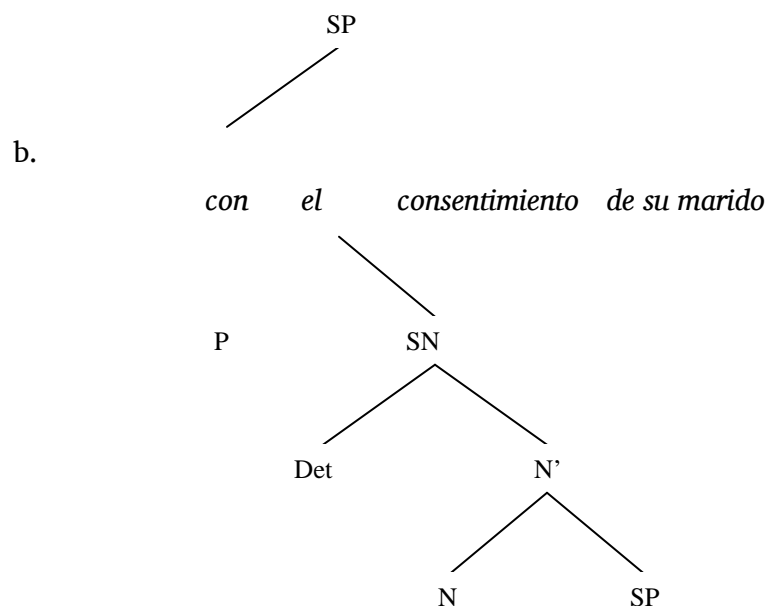 SP
b.
con el consentimiento de su marido
P SN
Det N’
N SP